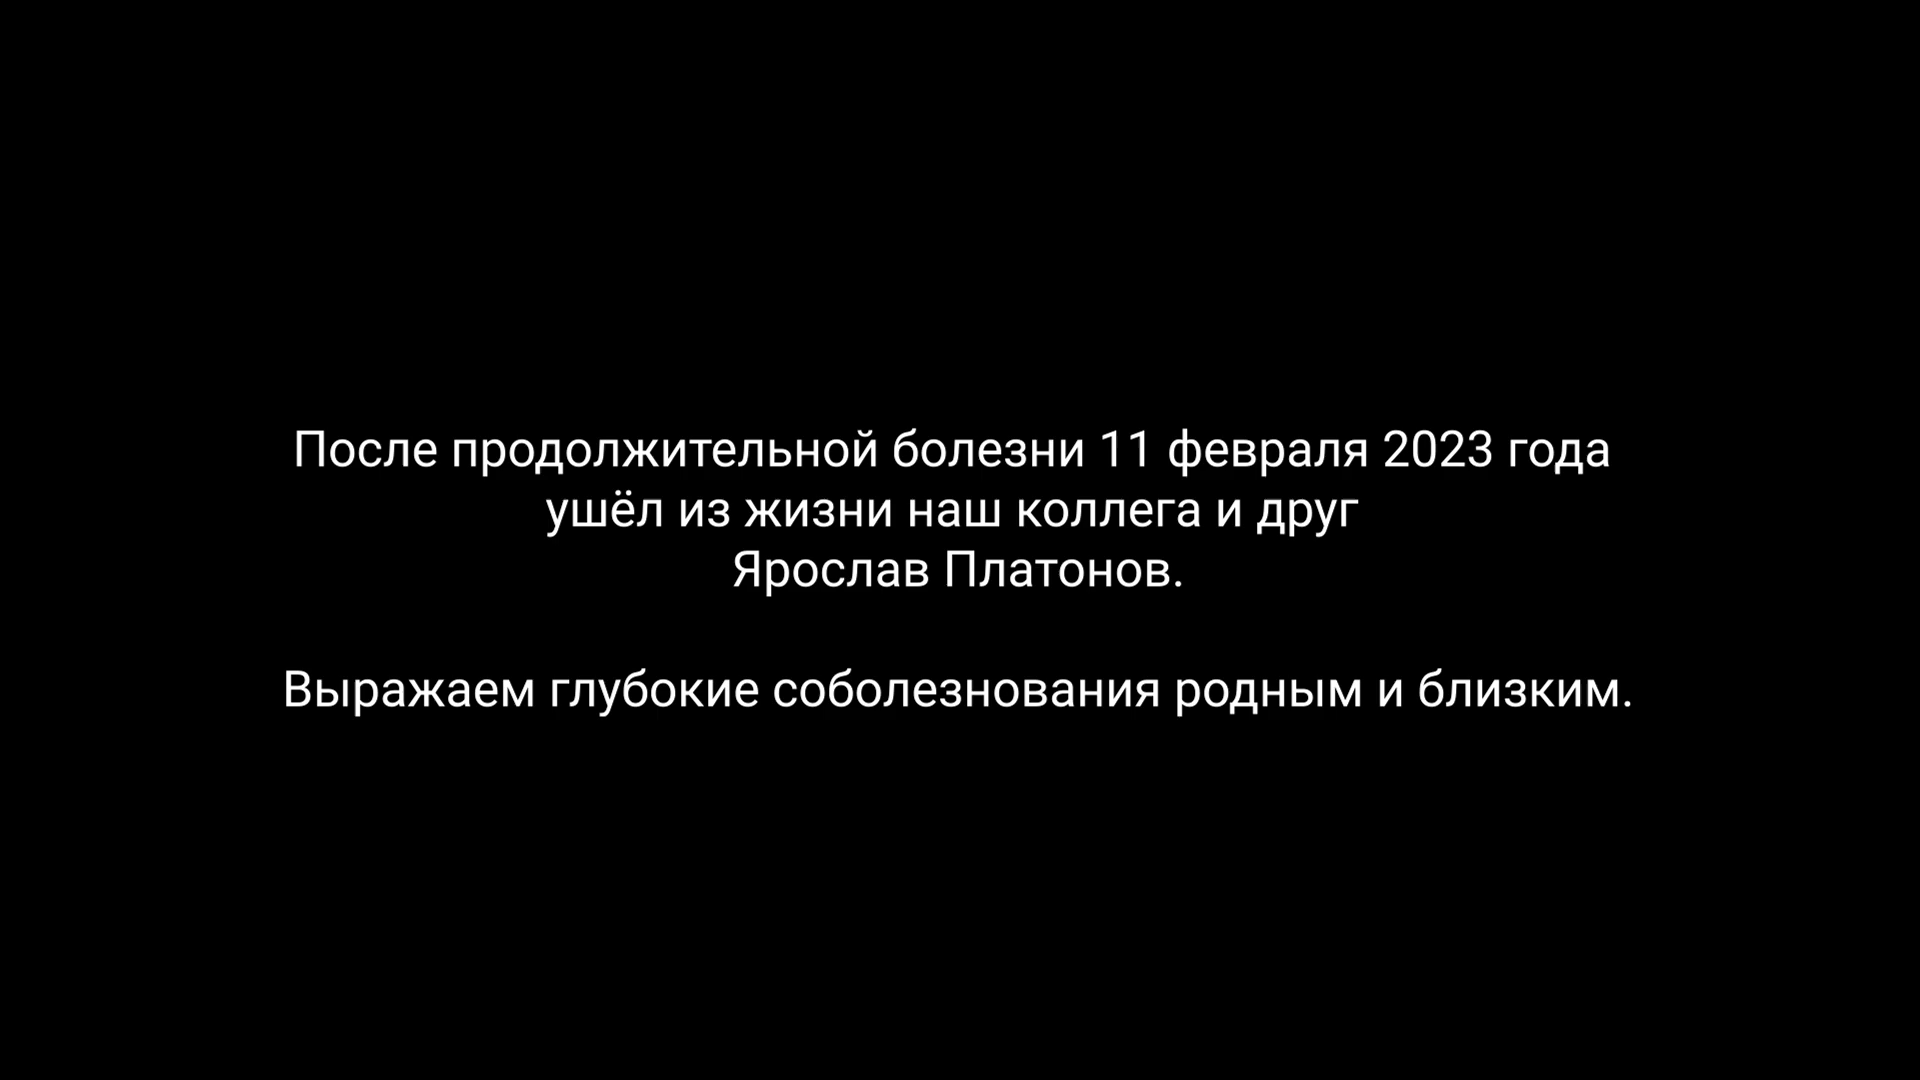 После продолжительной болезни 11 февраля 2023 года
ушёл из жизни наш коллега и друг
Ярослав Платонов.
Выражаем глубокие соболезнования родным и близким.